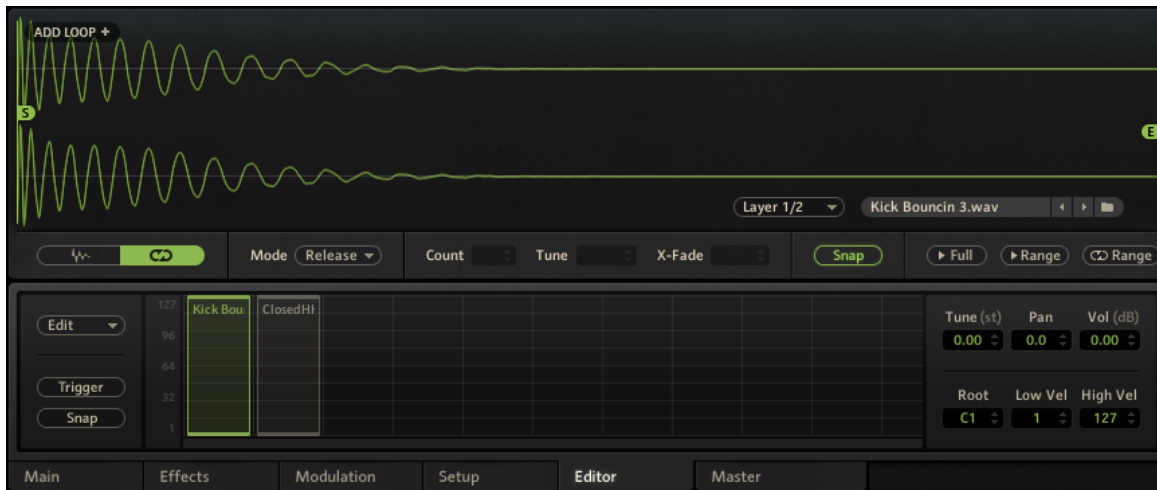 ADD LOOP +
S
E
Layer 1/2
Kick Bouncin 3.wav
Mode Release Count Tune X-Fade Snap Full Range Range
Edit
Trigger
Snap
127
96
64
32
1
Kick Bou
ClosedHH
Tune (st) Pan Vol (dB)
0.00 0.0 0.00
Root Low Vel High Vel
C1 1 127
Main Effects Modulation Setup Editor Master